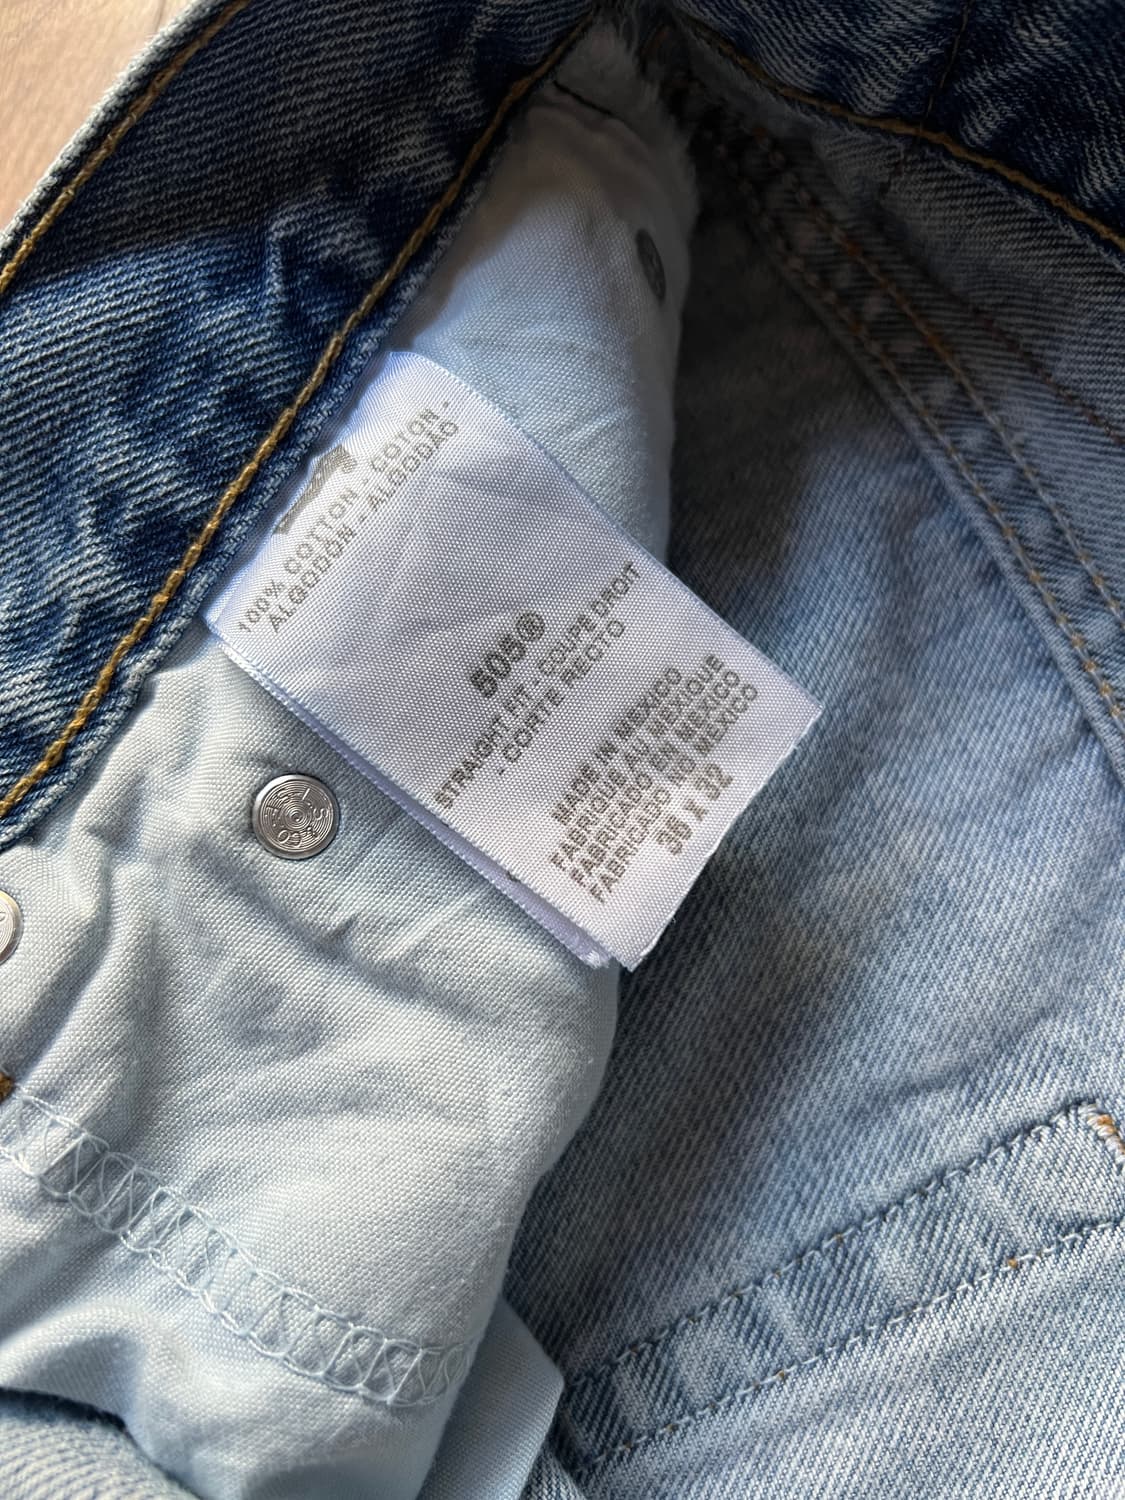 100% COTTON - COTON -
ALGODÓN - ALGODÃO
505®
STRAIGHT FIT - COUPE DROIT
- CORTE RECTO
MADE IN MEXICO
FABRIQUÉ AU MEXIQUE
FABRICADO EN MÉXICO
FABRICADO NO MÉXICO
36 X 32